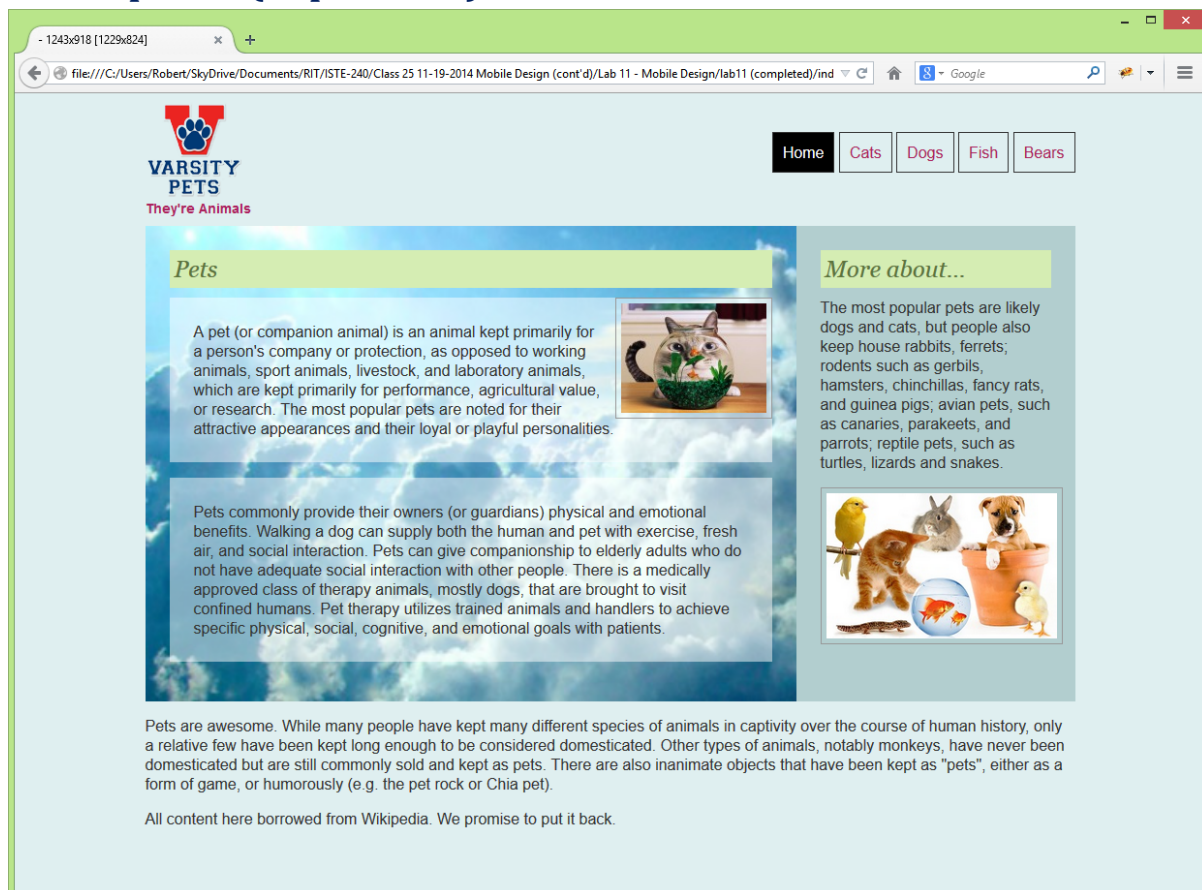 - 1243x918 [1229x824]
file:///C:/Users/Robert/SkyDrive/Documents/RIT/ISTE-240/Class 25 11-19-2014 Mobile Design (cont'd)/Lab 11 - Mobile Design/lab11 (completed)/ind
Google
VARSITY
PETS
They're Animals
Home Cats Dogs Fish Bears
Pets
A pet (or companion animal) is an animal kept primarily for
a person's company or protection, as opposed to working
animals, sport animals, livestock, and laboratory animals,
which are kept primarily for performance, agricultural value,
or research. The most popular pets are noted for their
attractive appearances and their loyal or playful personalities.
Pets commonly provide their owners (or guardians) physical and emotional
benefits. Walking a dog can supply both the human and pet with exercise, fresh
air, and social interaction. Pets can give companionship to elderly adults who do
not have adequate social interaction with other people. There is a medically
approved class of therapy animals, mostly dogs, that are brought to visit
confined humans. Pet therapy utilizes trained animals and handlers to achieve
specific physical, social, cognitive, and emotional goals with patients.
More about...
The most popular pets are likely
dogs and cats, but people also
keep house rabbits, ferrets;
rodents such as gerbils,
hamsters, chinchillas, fancy rats,
and guinea pigs; avian pets, such
as canaries, parakeets, and
parrots; reptile pets, such as
turtles, lizards and snakes.
Pets are awesome. While many people have kept many different species of animals in captivity over the course of human history, only
a relative few have been kept long enough to be considered domesticated. Other types of animals, notably monkeys, have never been
domesticated but are still commonly sold and kept as pets. There are also inanimate objects that have been kept as "pets", either as a
form of game, or humorously (e.g. the pet rock or Chia pet).
All content here borrowed from Wikipedia. We promise to put it back.